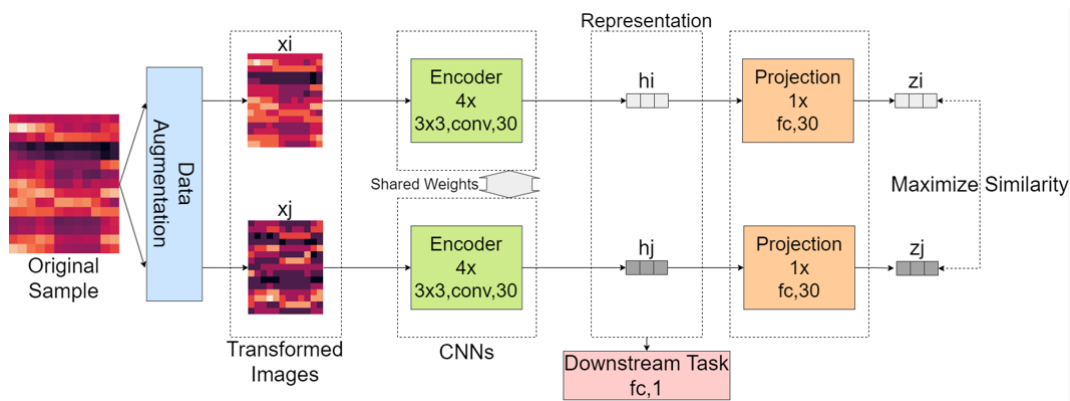 Representation
xi
Encoder
4x
3x3,conv,30
hi
Projection
1x
fc,30
zi
Data
Augmentation
Shared Weights
Maximize Similarity
xj
Encoder
4x
3x3,conv,30
hj
Projection
1x
fc,30
zj
Original
Sample
Transformed
Images
CNNs
Downstream Task
fc,1